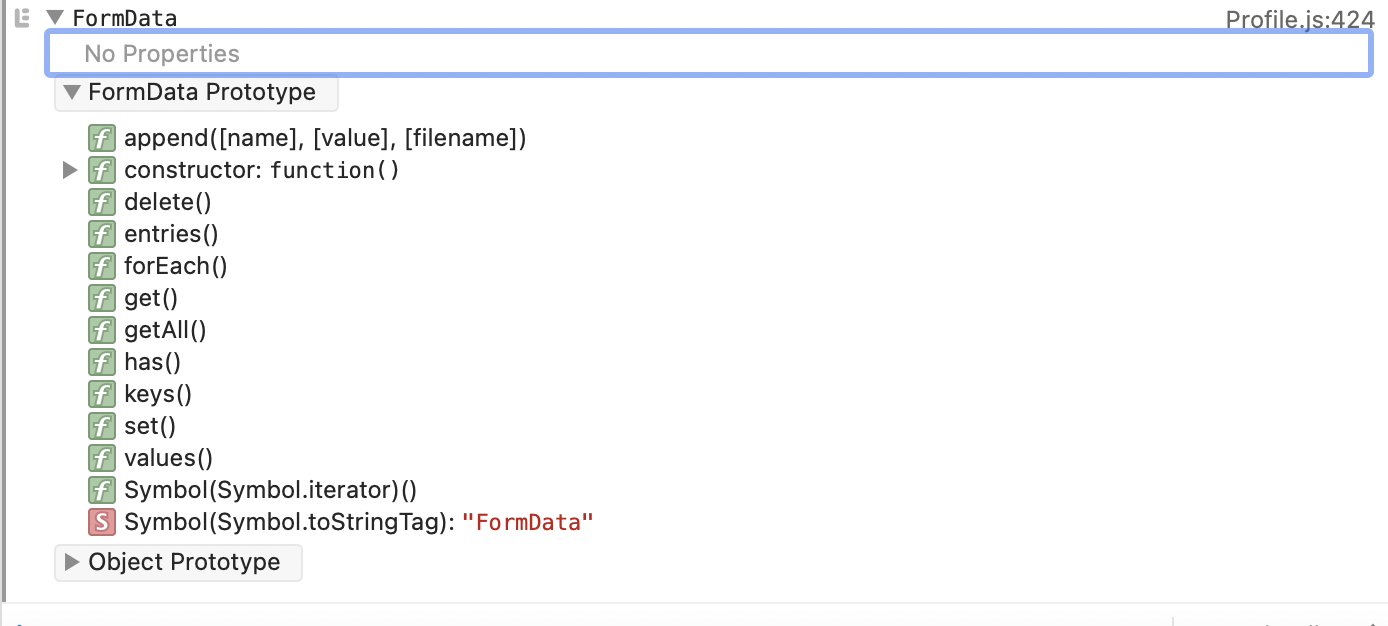 FormData Profile.js:424
No Properties
FormData Prototype
f append([name], [value], [filename])
f constructor: function()
f delete()
f entries()
f forEach()
f get()
f getAll()
f has()
f keys()
f set()
f values()
f Symbol(Symbol.iterator)()
S Symbol(Symbol.toStringTag): "FormData"
Object Prototype